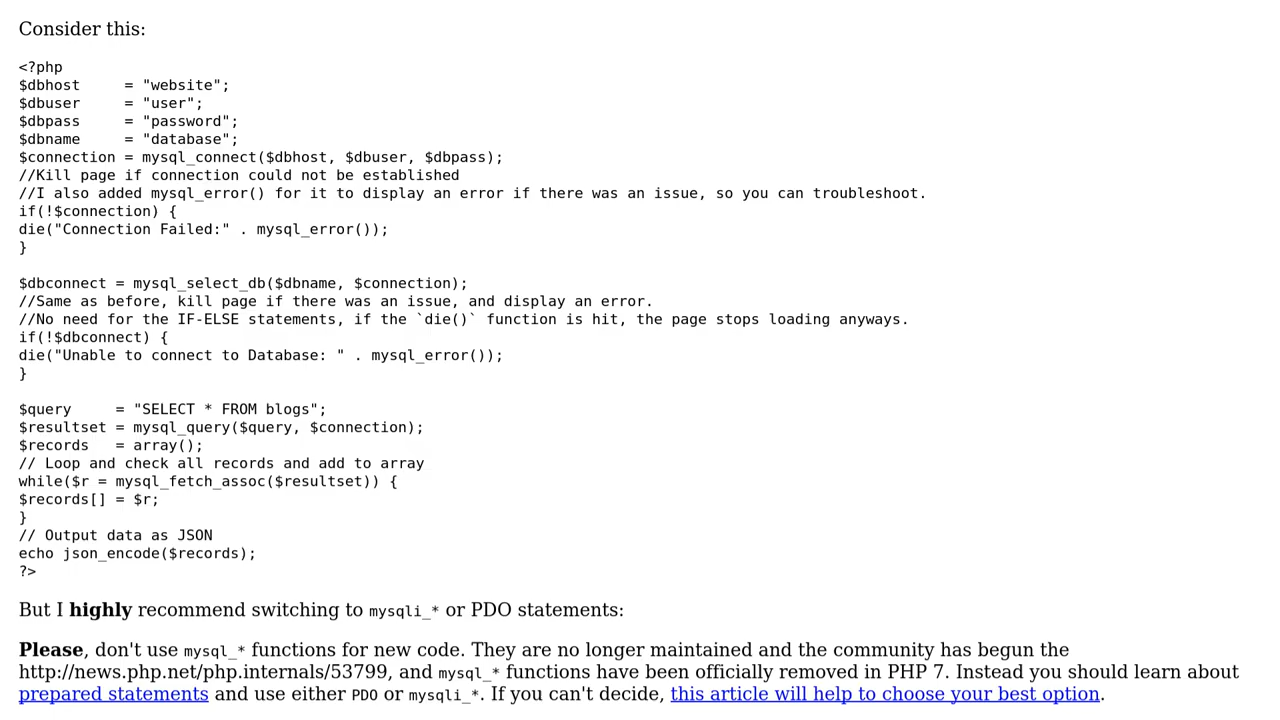 Consider this:
<?php
$dbhost     = "website";
$dbuser     = "user";
$dbpass     = "password";
$dbname     = "database";
$connection = mysql_connect($dbhost, $dbuser, $dbpass);
//Kill page if connection could not be established
//I also added mysql_error() for it to display an error if there was an issue, so you can troubleshoot.
if(!$connection) {
die("Connection Failed:" . mysql_error());
}
$dbconnect = mysql_select_db($dbname, $connection);
//Same as before, kill page if there was an issue, and display an error.
//No need for the IF-ELSE statements, if the `die()` function is hit, the page stops loading anyways.
if(!$dbconnect) {
die("Unable to connect to Database: " . mysql_error());
}
$query     = "SELECT * FROM blogs";
$resultset = mysql_query($query, $connection);
$records   = array();
// Loop and check all records and add to array
while($r = mysql_fetch_assoc($resultset)) {
$records[] = $r;
}
// Output data as JSON
echo json_encode($records);
?>
But I highly recommend switching to mysqli_* or PDO statements:
Please, don't use mysql_* functions for new code. They are no longer maintained and the community has begun the
http://news.php.net/php.internals/53799, and mysql_* functions have been officially removed in PHP 7. Instead you should learn about
prepared statements and use either PDO or mysqli_*. If you can't decide, this article will help to choose your best option.